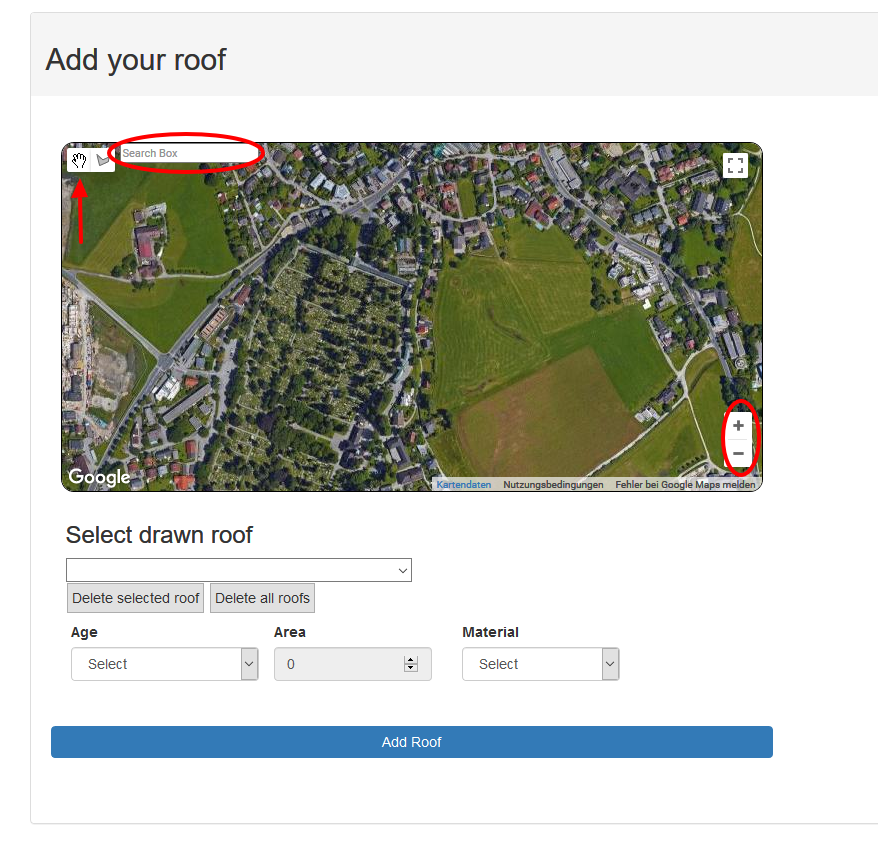 Add your roof
Search Box
+
−
Google
Kartendaten Nutzungsbedingungen Fehler bei Google Maps melden
Select drawn roof
Delete selected roof Delete all roofs
Age Area Material
Select 0 Select
Add Roof